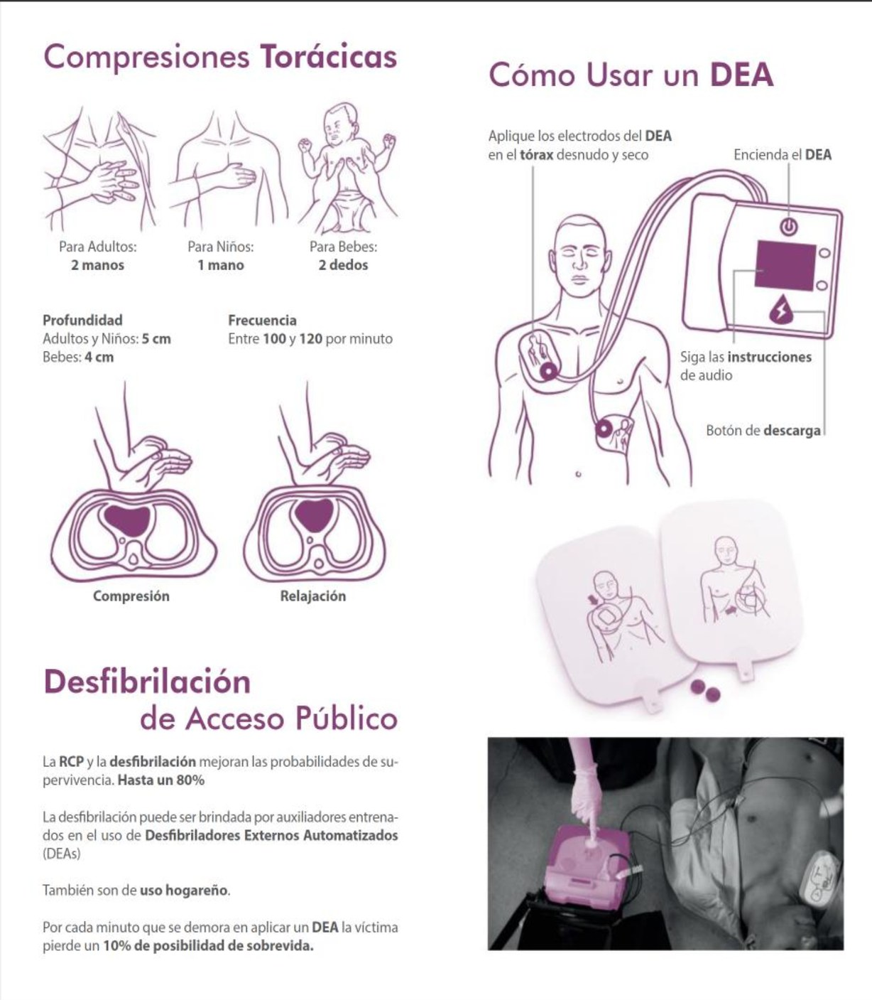 Compresiones Torácicas
Para Adultos:
2 manos
Para Niños:
1 mano
Para Bebes:
2 dedos
Profundidad
Adultos y Niños: 5 cm
Bebes: 4 cm
Frecuencia
Entre 100 y 120 por minuto
Compresión
Relajación
Desfibrilación
de Acceso Público
La RCP y la desfibrilación mejoran las probabilidades de su-
pervivencia. Hasta un 80%
La desfibrilación puede ser brindada por auxiliadores entrena-
dos en el uso de Desfibriladores Externos Automatizados
(DEAs)
También son de uso hogareño.
Por cada minuto que se demora en aplicar un DEA la víctima
pierde un 10% de posibilidad de sobrevida.
Cómo Usar un DEA
Aplique los electrodos del DEA
en el tórax desnudo y seco
Encienda el DEA
Siga las instrucciones
de audio
Botón de descarga